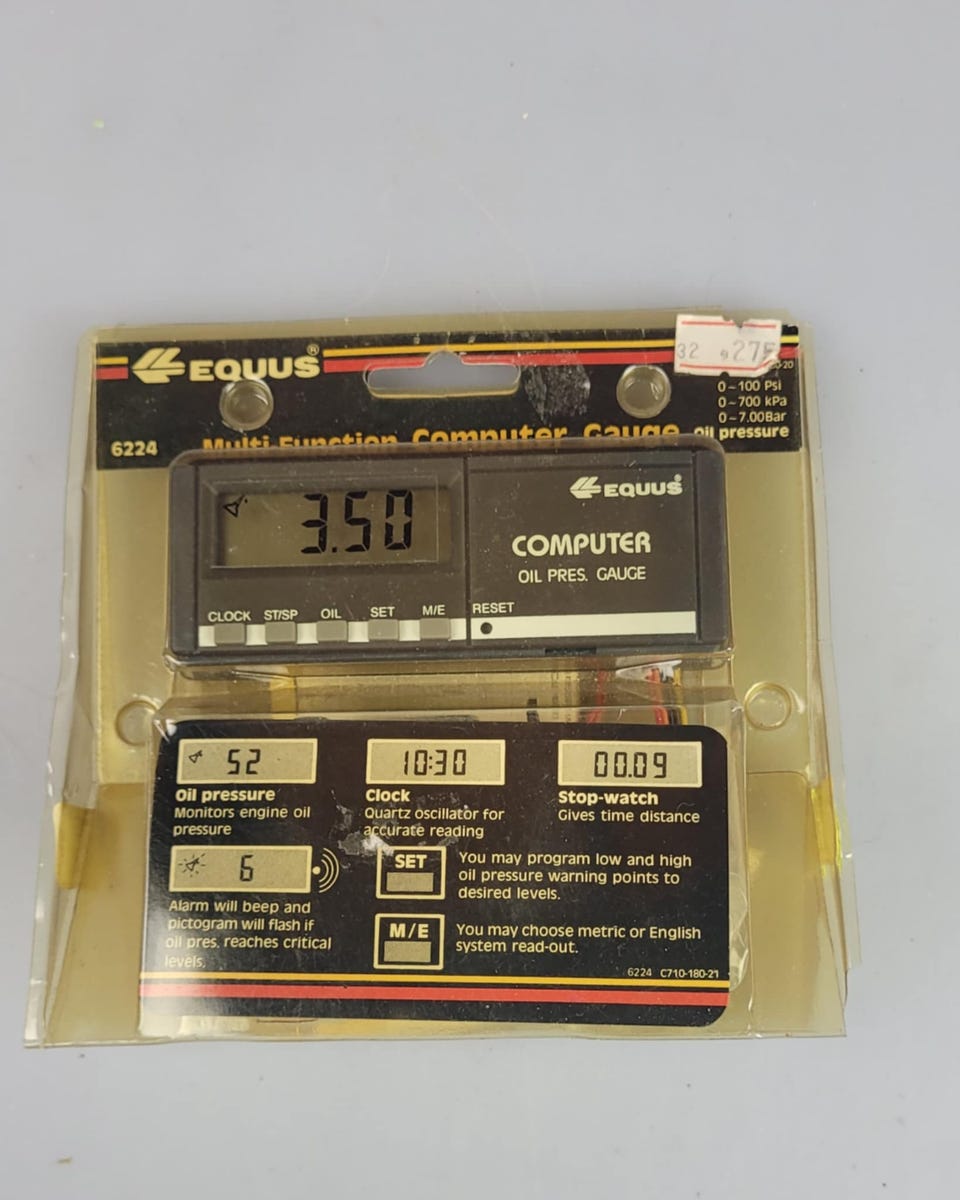 EQUUS®
32 927
0-20
0~100 Psi
0~700 kPa
0~7.00Bar
oil pressure
6224
Multi-Function Computer Gauge
3.50
EQUUS®
COMPUTER
OIL PRES. GAUGE
CLOCK ST/SP OIL SET M/E RESET
52
10:30
00.09
Oil pressure
Monitors engine oil
pressure
Clock
Quartz oscillator for
accurate reading
Stop-watch
Gives time distance
6
Alarm will beep and
pictogram will flash if
oil pres. reaches critical
levels.
SET
You may program low and high
oil pressure warning points to
desired levels.
M/E
You may choose metric or English
system read-out.
6224 C710-180-21